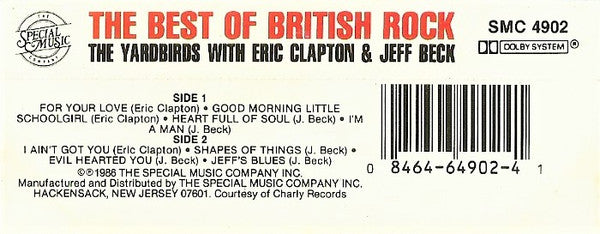 The
SPECIAL
MUSIC
COMPANY
THE BEST OF BRITISH ROCK
THE YARDBIRDS WITH ERIC CLAPTON & JEFF BECK
SMC 4902
DOLBY SYSTEM ®
SIDE 1
FOR YOUR LOVE (Eric Clapton) • GOOD MORNING LITTLE
SCHOOLGIRL (Eric Clapton) • HEART FULL OF SOUL (J. Beck) • I'M
A MAN (J. Beck)
SIDE 2
I AIN'T GOT YOU (E. Clapton) • SHAPES OF THINGS (J. Beck) •
EVIL HEARTED YOU (J. Beck) • JEFF'S BLUES (J. Beck)
©℗1986 THE SPECIAL MUSIC COMPANY INC.
Manufactured and Distributed by THE SPECIAL MUSIC COMPANY INC.
HACKENSACK, NEW JERSEY 07601. Courtesy of Charly Records
0 8464-64902-4 1